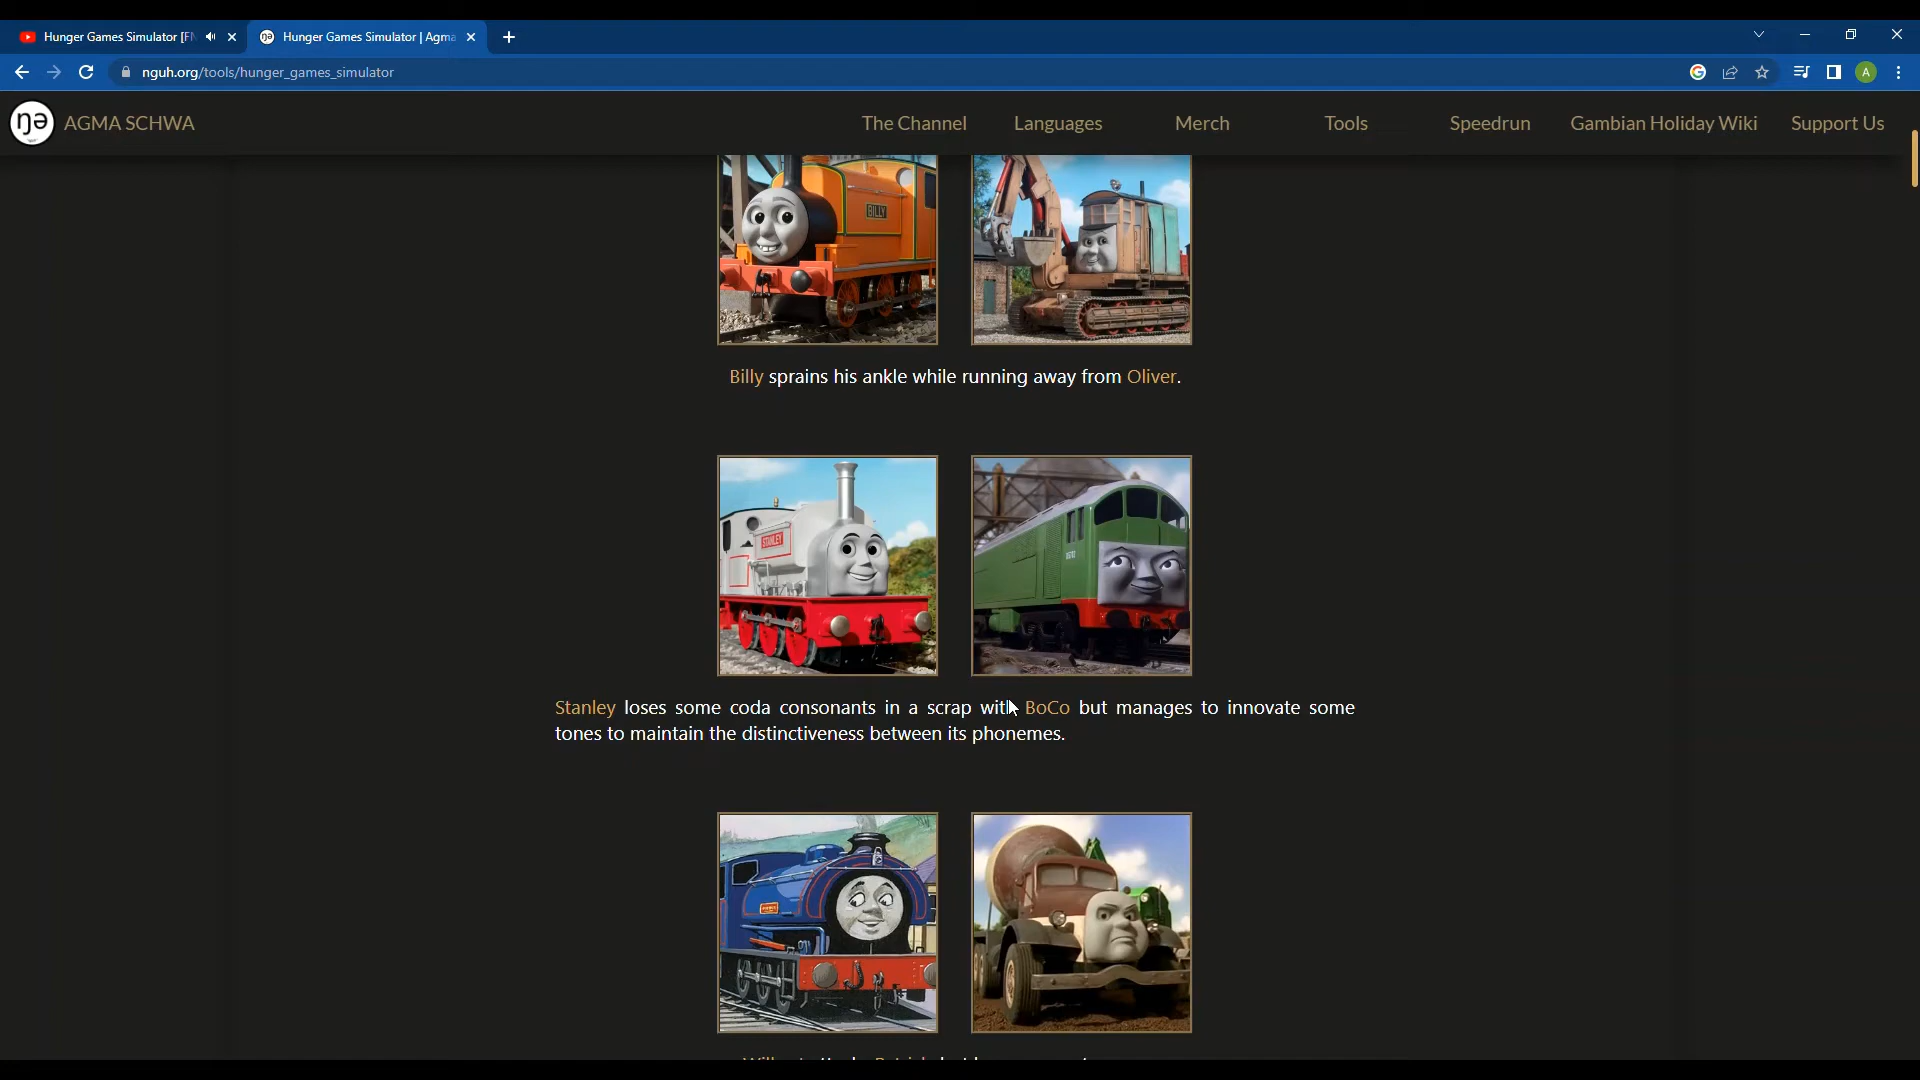 Hunger Games Simulator [F
Hunger Games Simulator | Agma
nguh.org/tools/hunger_games_simulator
A
ŋə AGMA SCHWA
The Channel
Languages
Merch
Tools
Speedrun
Gambian Holiday Wiki
Support Us
BILLY
Billy sprains his ankle while running away from Oliver.
STANLEY
Stanley loses some coda consonants in a scrap with BoCo but manages to innovate some
tones to maintain the distinctiveness between its phonemes.